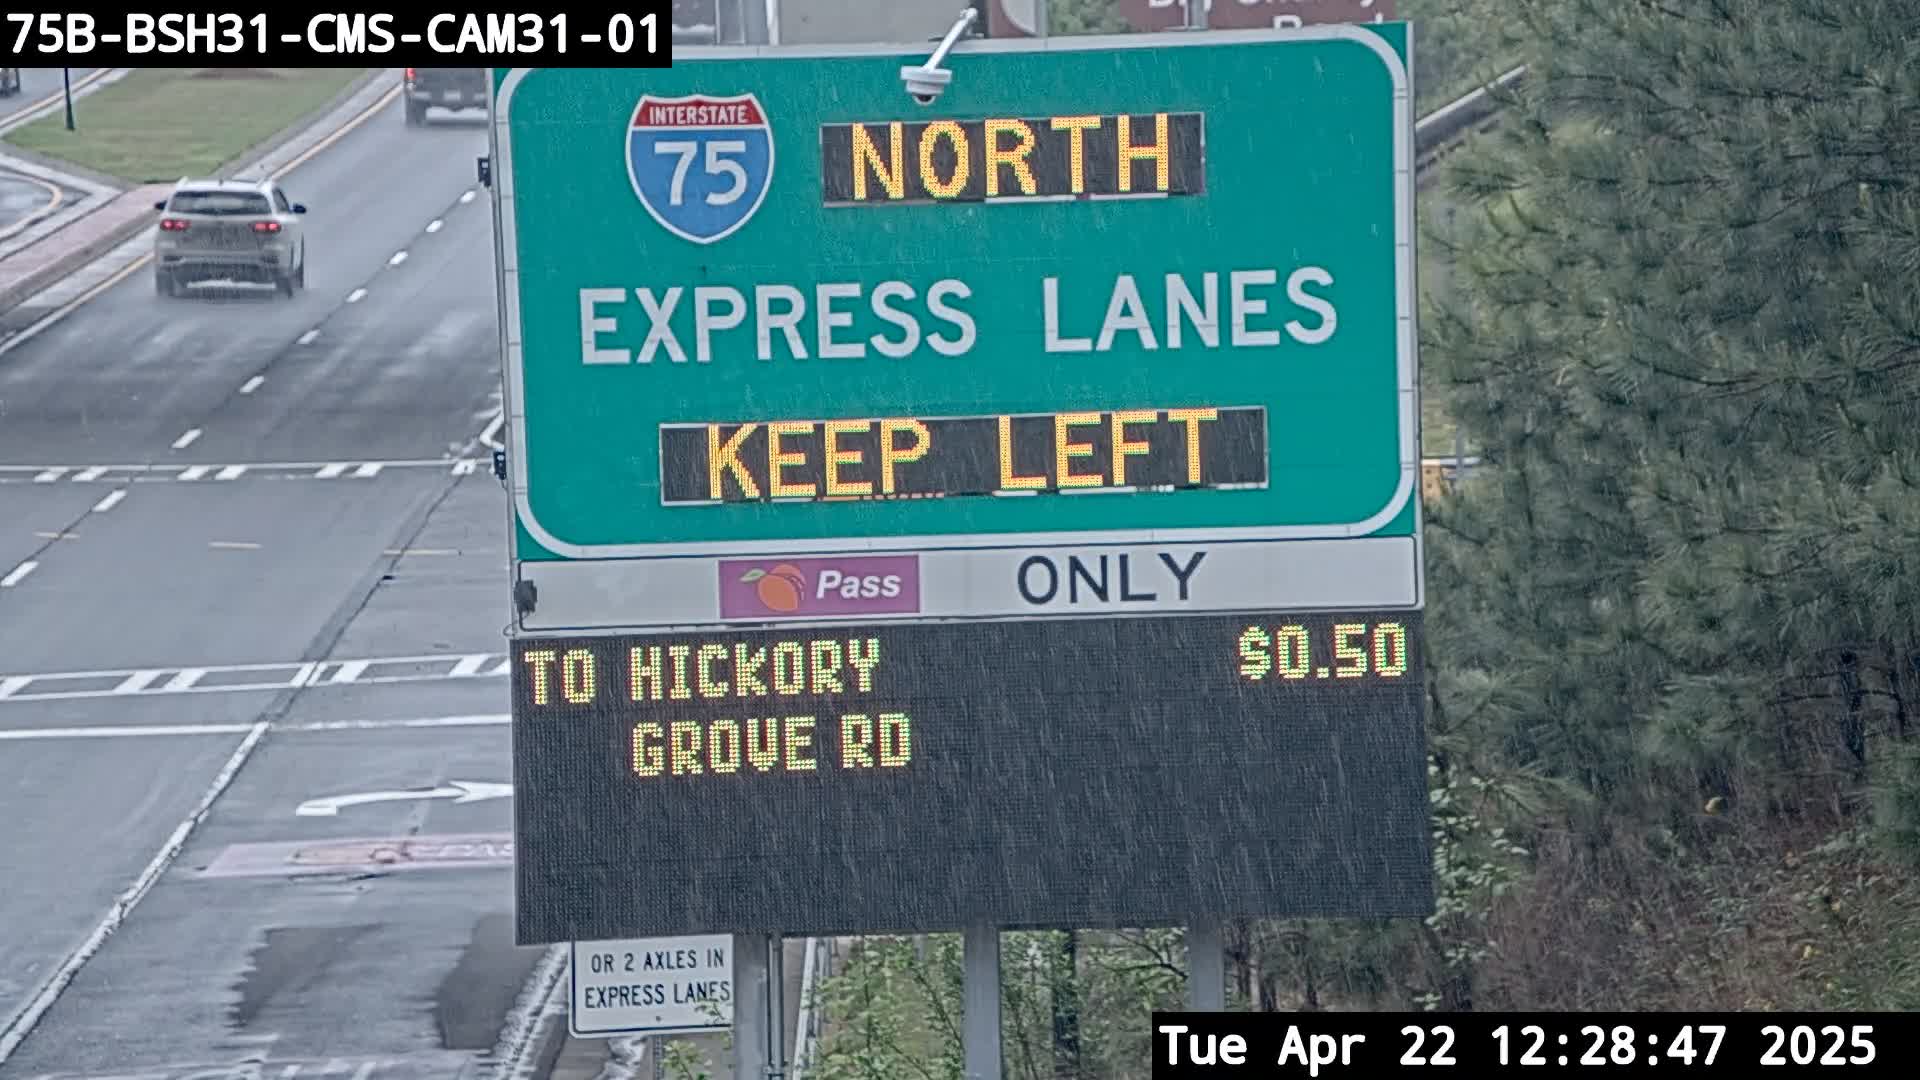 75B-BSH31-CMS-CAM31-01
INTERSTATE
75
NORTH
EXPRESS LANES
KEEP LEFT
Pass ONLY
TO HICKORY $0.50
GROVE RD
OR 2 AXLES IN
EXPRESS LANES
Tue Apr 22 12:28:47 2025